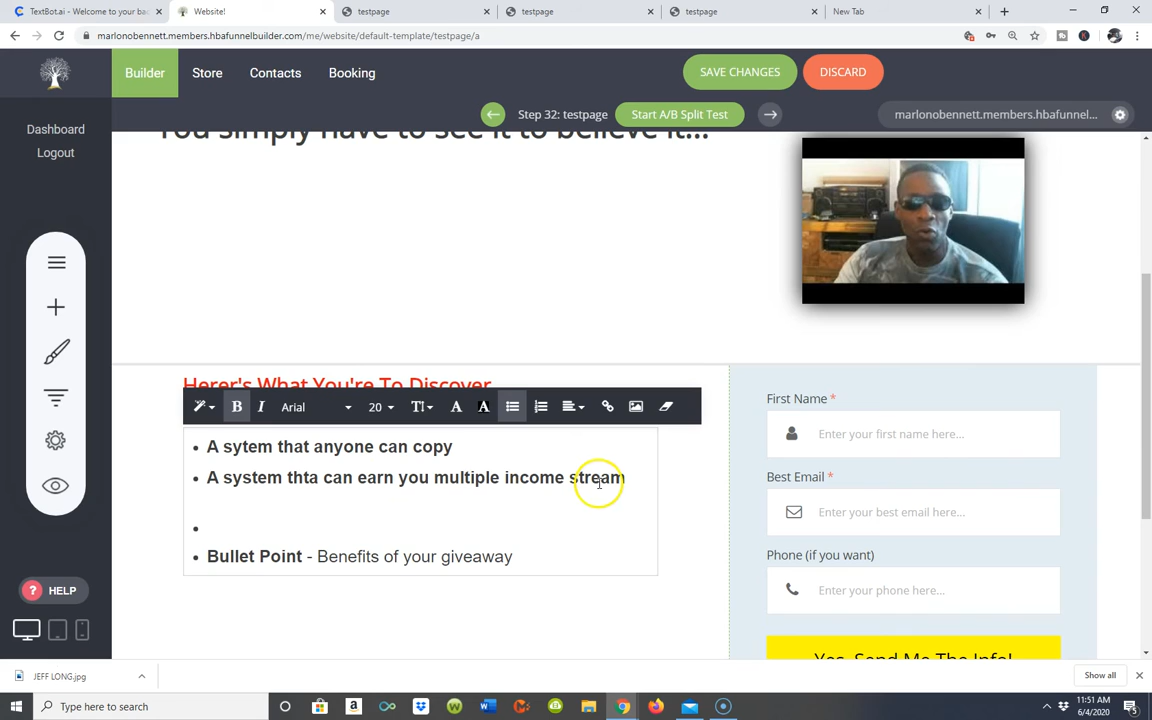 TextBot.ai - Welcome to your bac
Website!
testpage
testpage
testpage
New Tab
marlonobennett.members.hbafunnelbuilder.com/me/website/default-template/testpage/a
Builder
Store
Contacts
Booking
SAVE CHANGES
DISCARD
Dashboard
Logout
Step 32: testpage
Start A/B Split Test
marlonobennett.members.hbafunnel...
You simply have to see it to believe it...
Herer's What You're To Discover
B I Arial 20
A sytem that anyone can copy
A system thta can earn you multiple income stream
Bullet Point - Benefits of your giveaway
First Name *
Enter your first name here...
Best Email *
Enter your best email here...
Phone (if you want)
Enter your phone here...
Yes, Send Me The Info!
? HELP
JEFF LONG.jpg
Show all
Type here to search
11:51 AM
6/4/2020
5